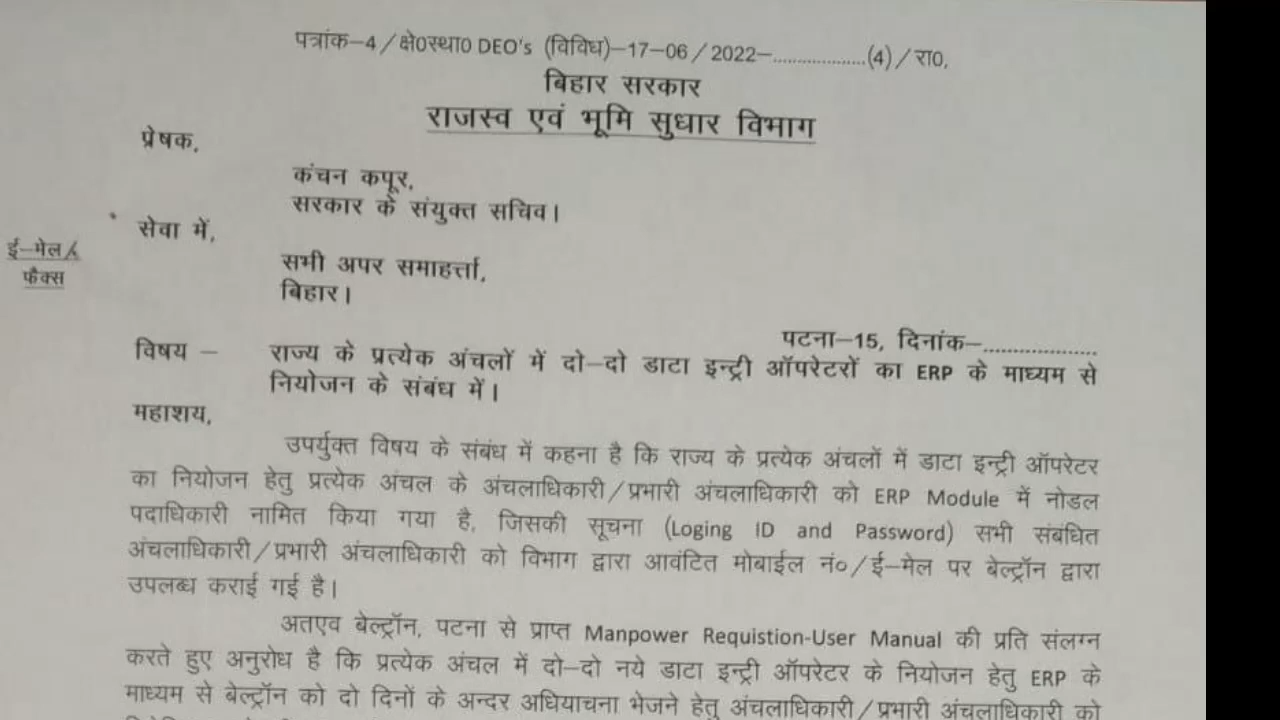 पत्रांक–4 / क्षे0स्था0 DEO's (विविध)–17–06 / 2022–...................(4) / रा0,
बिहार सरकार
राजस्व एवं भूमि सुधार विभाग
प्रेषक,
कंचन कपूर,
सरकार के संयुक्त सचिव।
सेवा में,
ई–मेल/
फैक्स
सभी अपर समाहर्त्ता,
बिहार।
पटना–15, दिनांक–...................
विषय – राज्य के प्रत्येक अंचलों में दो–दो डाटा इन्ट्री ऑपरेटरों का ERP के माध्यम से
नियोजन के संबंध में।
महाशय,
उपर्युक्त विषय के संबंध में कहना है कि राज्य के प्रत्येक अंचलों में डाटा इन्ट्री ऑपरेटर
का नियोजन हेतु प्रत्येक अंचल के अंचलाधिकारी/प्रभारी अंचलाधिकारी को ERP Module में नोडल
पदाधिकारी नामित किया गया है, जिसकी सूचना (Loging ID and Password) सभी संबंधित
अंचलाधिकारी/प्रभारी अंचलाधिकारी को विभाग द्वारा आवंटित मोबाईल नं०/ई–मेल पर बेल्ट्रॉन द्वारा
उपलब्ध कराई गई है।
अतएव बेल्ट्रॉन, पटना से प्राप्त Manpower Requistion-User Manual की प्रति संलग्न
करते हुए अनुरोध है कि प्रत्येक अंचल में दो–दो नये डाटा इन्ट्री ऑपरेटर के नियोजन हेतु ERP के
माध्यम से बेल्ट्रॉन को दो दिनों के अन्दर अधियाचना भेजने हेतु अंचलाधिकारी/प्रभारी अंचलाधिकारी को